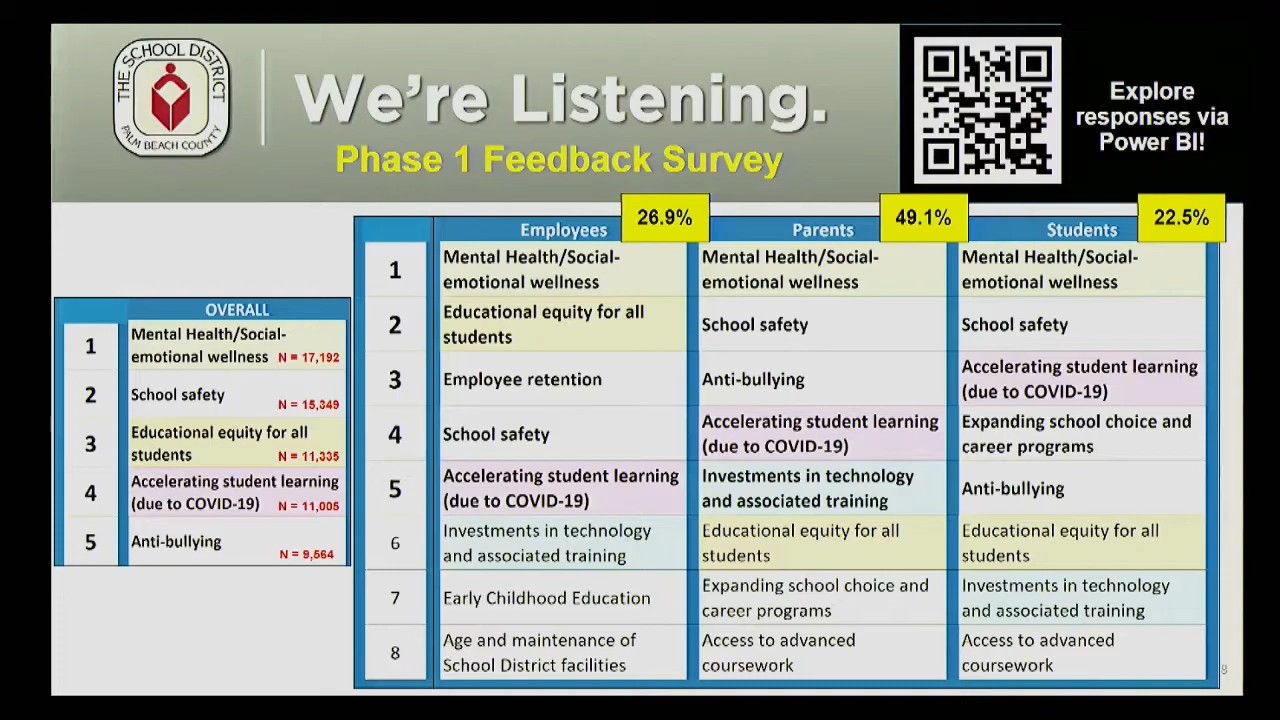 THE SCHOOL DISTRICT
PALM BEACH COUNTY
We're Listening.
Phase 1 Feedback Survey
Explore
responses via
Power BI!
OVERALL
1
Mental Health/Social-
emotional wellness N = 17,192
2
School safety
N = 15,349
3
Educational equity for all
students N = 11,335
4
Accelerating student learning
(due to COVID-19) N = 11,005
5
Anti-bullying
N = 9,564
Employees 26.9% Parents 49.1% Students 22.5%
1
Mental Health/Social-
emotional wellness
Mental Health/Social-
emotional wellness
Mental Health/Social-
emotional wellness
2
Educational equity for all
students
School safety
School safety
3
Employee retention
Anti-bullying
Accelerating student learning
(due to COVID-19)
4
School safety
Accelerating student learning
(due to COVID-19)
Expanding school choice and
career programs
5
Accelerating student learning
(due to COVID-19)
Investments in technology
and associated training
Anti-bullying
6
Investments in technology
and associated training
Educational equity for all
students
Educational equity for all
students
7
Early Childhood Education
Expanding school choice and
career programs
Investments in technology
and associated training
8
Age and maintenance of
School District facilities
Access to advanced
coursework
Access to advanced
coursework
8